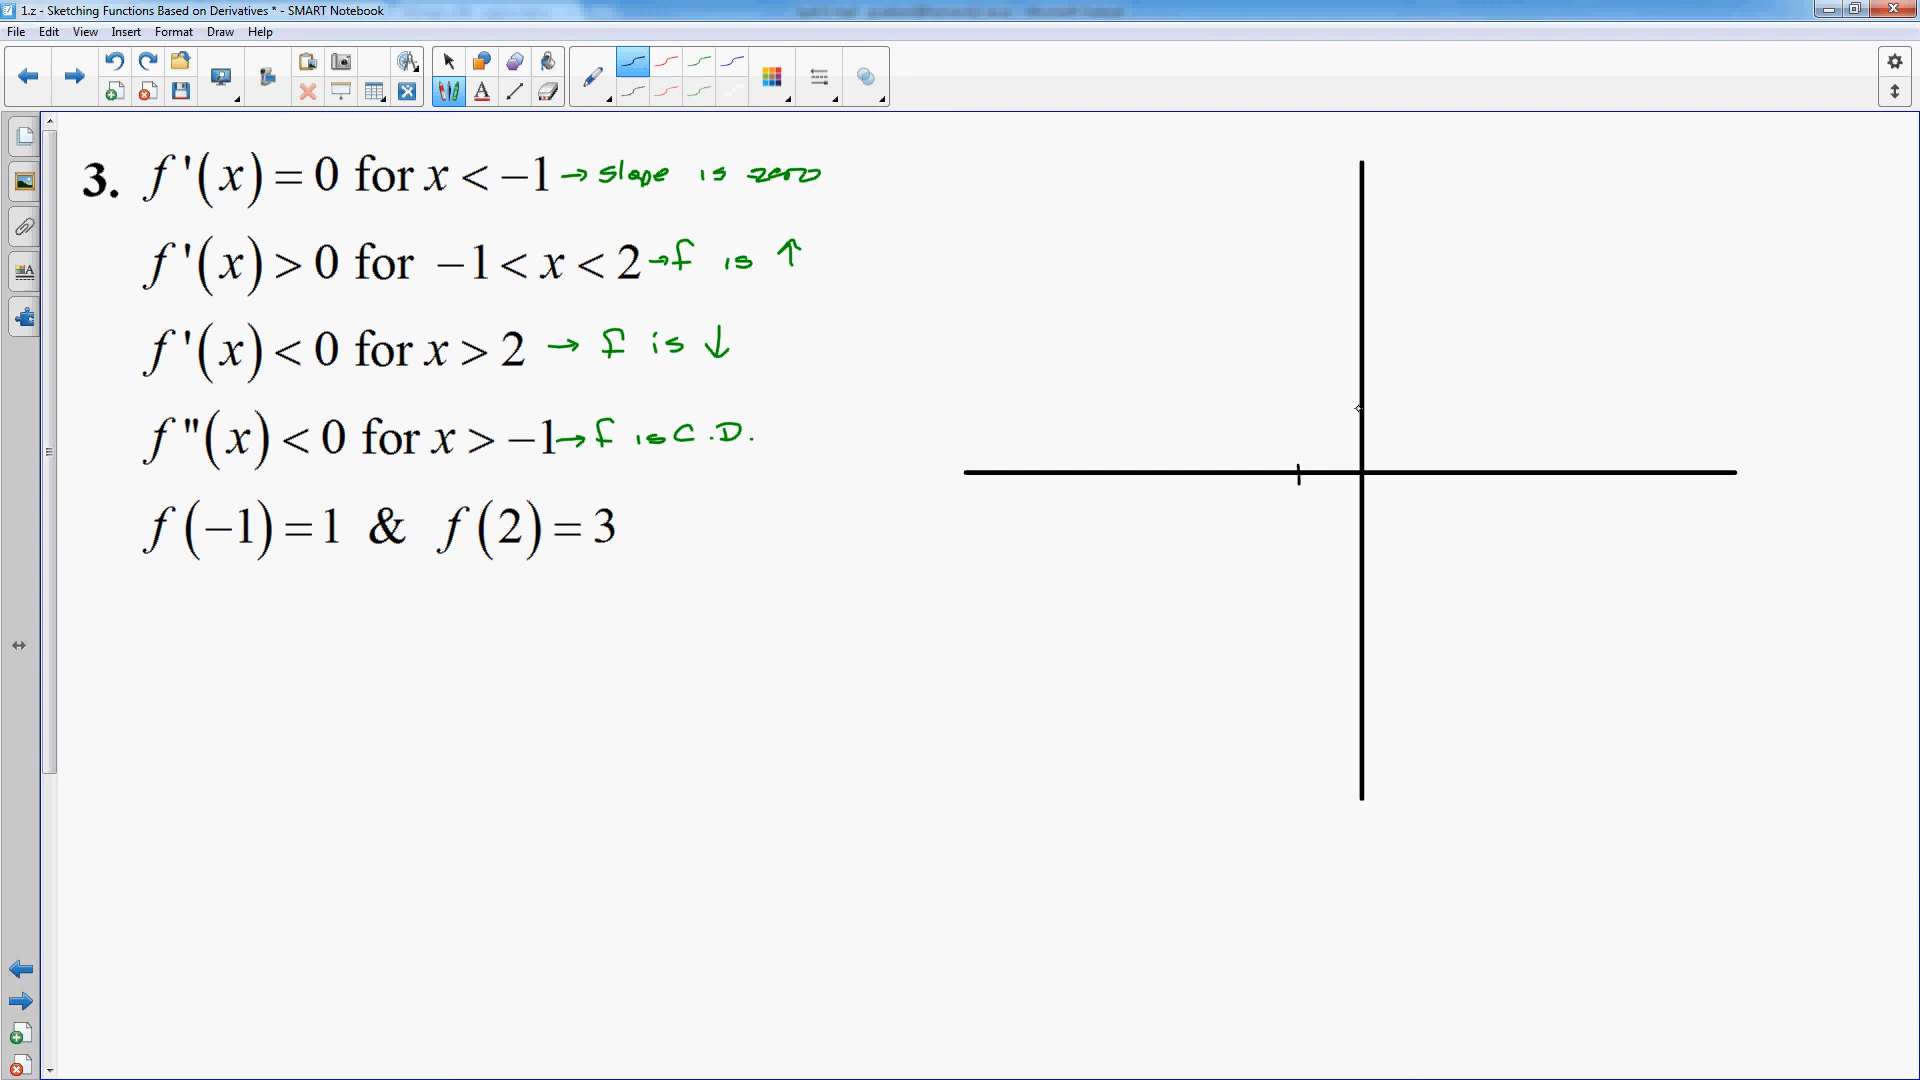 1.z - Sketching Functions Based on Derivatives * - SMART Notebook
File Edit View Insert Format Draw Help
3. f '(x) = 0 for x < −1 → slope is zero
f '(x) > 0 for −1 < x < 2 → f is ↑
f '(x) < 0 for x > 2 → f is ↓
f "(x) < 0 for x > −1 → f is C.D.
f(−1) = 1 & f(2) = 3